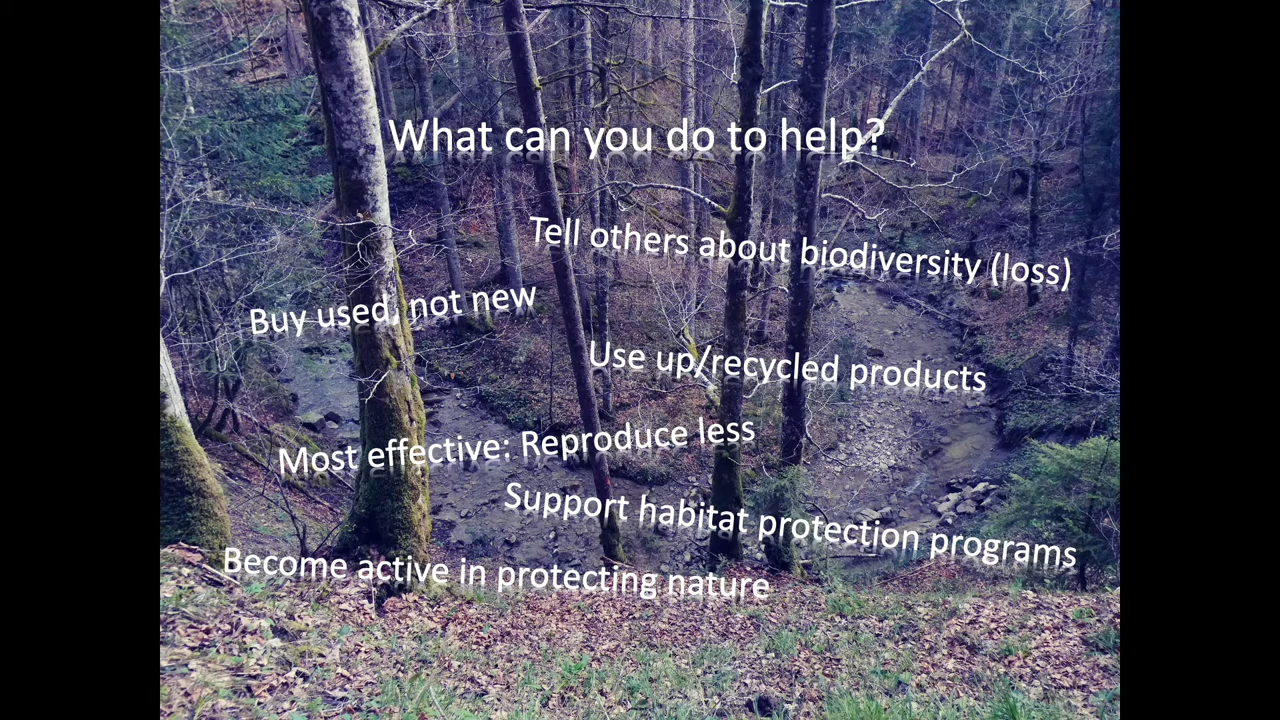 What can you do to help?
Tell others about biodiversity (loss)
Buy used, not new
Use up/recycled products
Most effective: Reproduce less
Support habitat protection programs
Become active in protecting nature